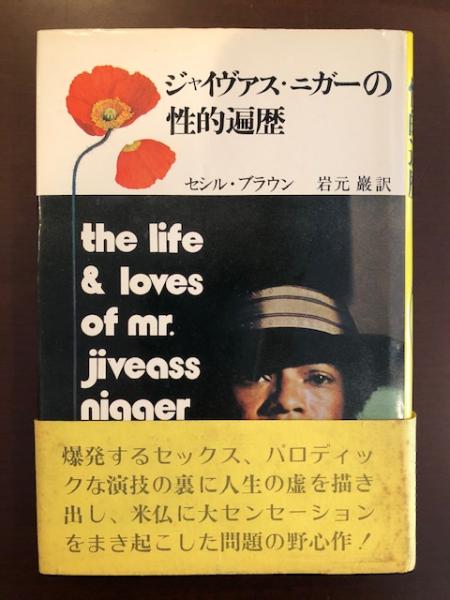 ジャイヴァス・ニガーの
性的遍歴
セシル・ブラウン 岩元 巖訳
the life
& loves
of mr.
jiveass
nigger
爆発するセックス、パロディッ
クな演技の裏に人生の虚を描き
出し、米仏に大センセーション
をまき起こした問題の野心作!